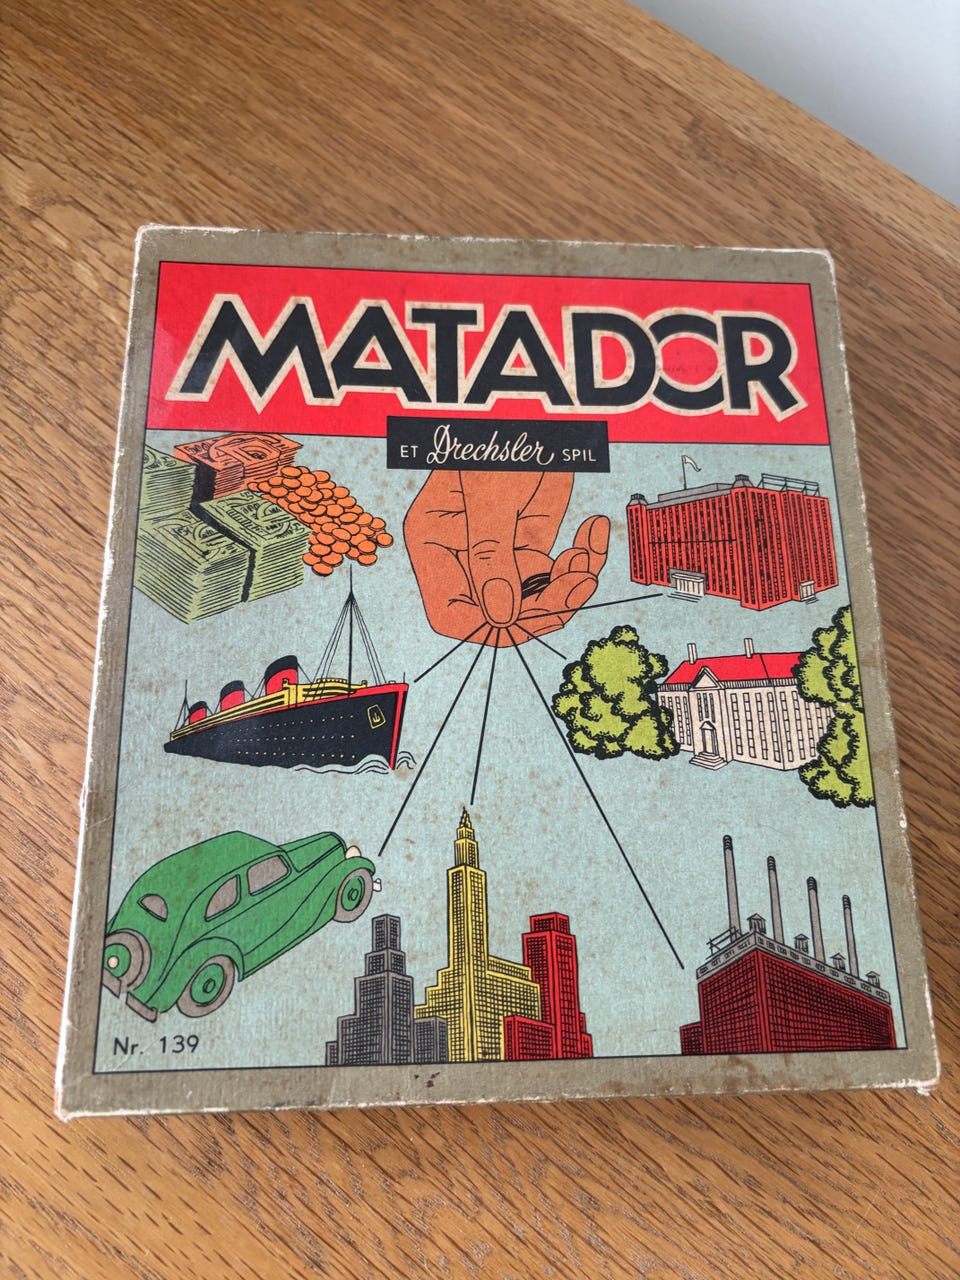 MATADOR
ET Drechsler SPIL
Nr. 139